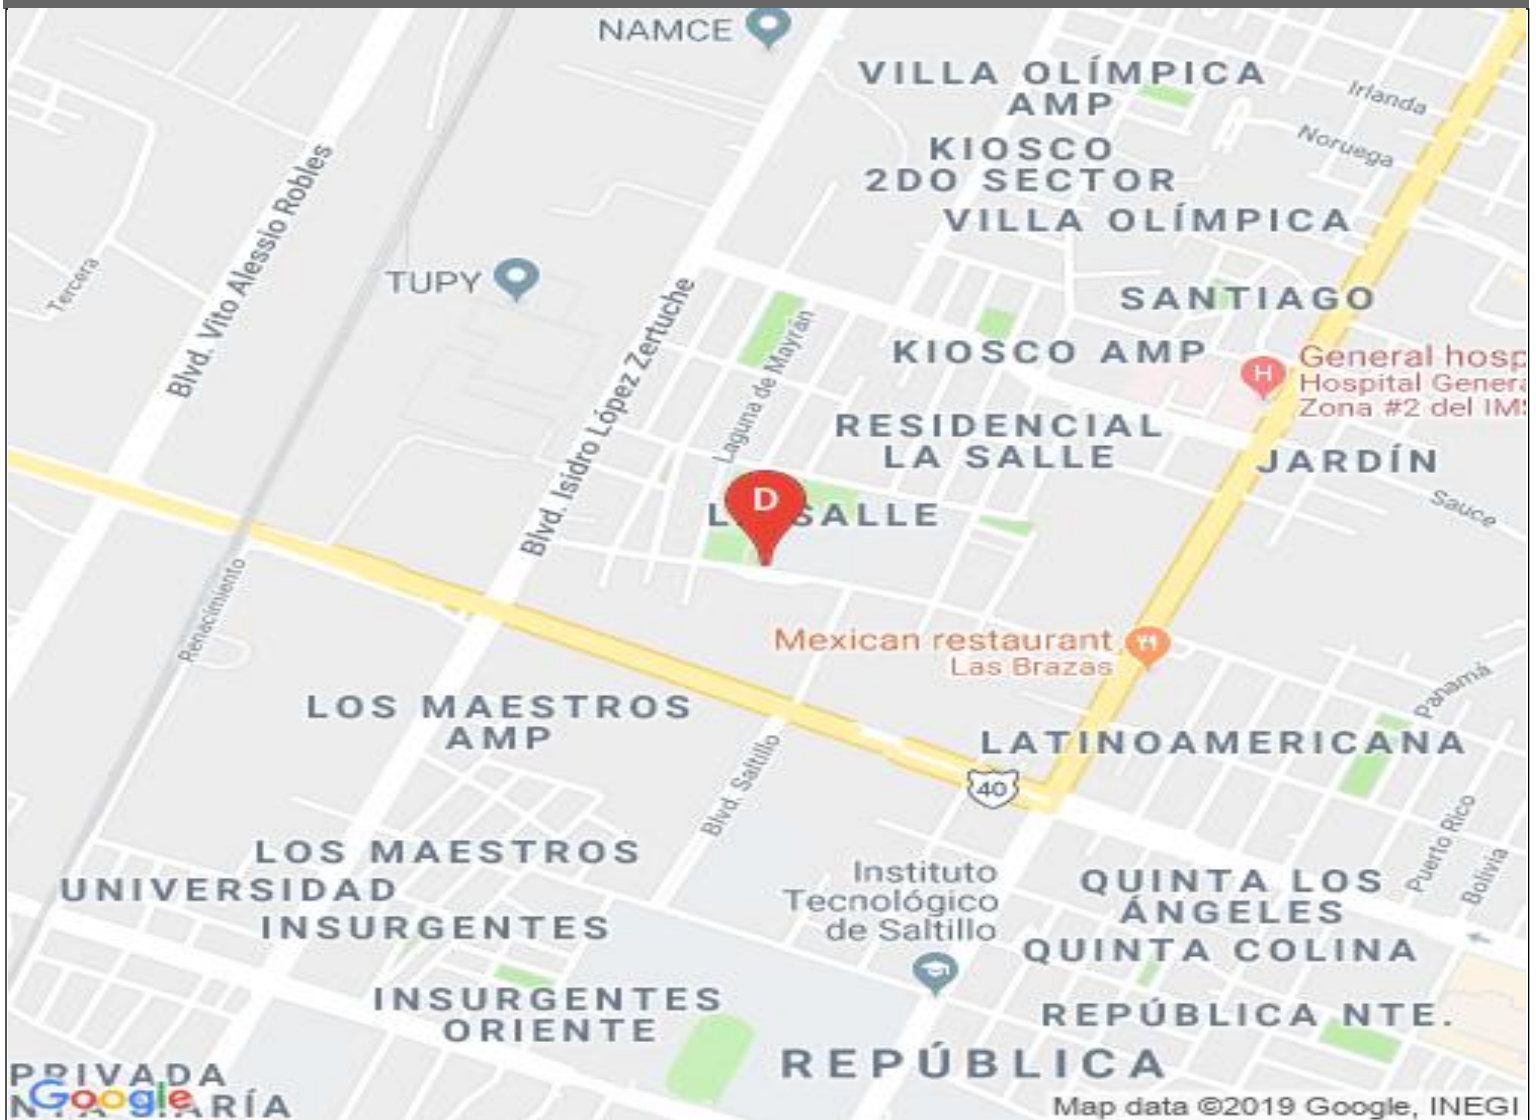 NAMCE
VILLA OLÍMPICA
AMP
Irlanda
Noruega
KIOSCO
2DO SECTOR
VILLA OLÍMPICA
Blvd. Vito Alessio Robles
Tercera
TUPY
Blvd. Isidro López Zertuche
SANTIAGO
Laguna de Mayrán
KIOSCO AMP
H
General hosp
Hospital Genera
Zona #2 del IMS
RESIDENCIAL
LA SALLE
JARDÍN
Sauce
D
SALLE
Renacimiento
Mexican restaurant
Las Brazas
Panamá
LOS MAESTROS
AMP
LATINOAMERICANA
Blvd. Saltillo
40
Puerto Rico
Bolivia
LOS MAESTROS
UNIVERSIDAD
INSURGENTES
Instituto
Tecnológico
de Saltillo
QUINTA LOS
ÁNGELES
QUINTA COLINA
INSURGENTES
ORIENTE
REPÚBLICA NTE.
REPÚBLICA
PRIVADA
Google
Map data ©2019 Google, INEGI